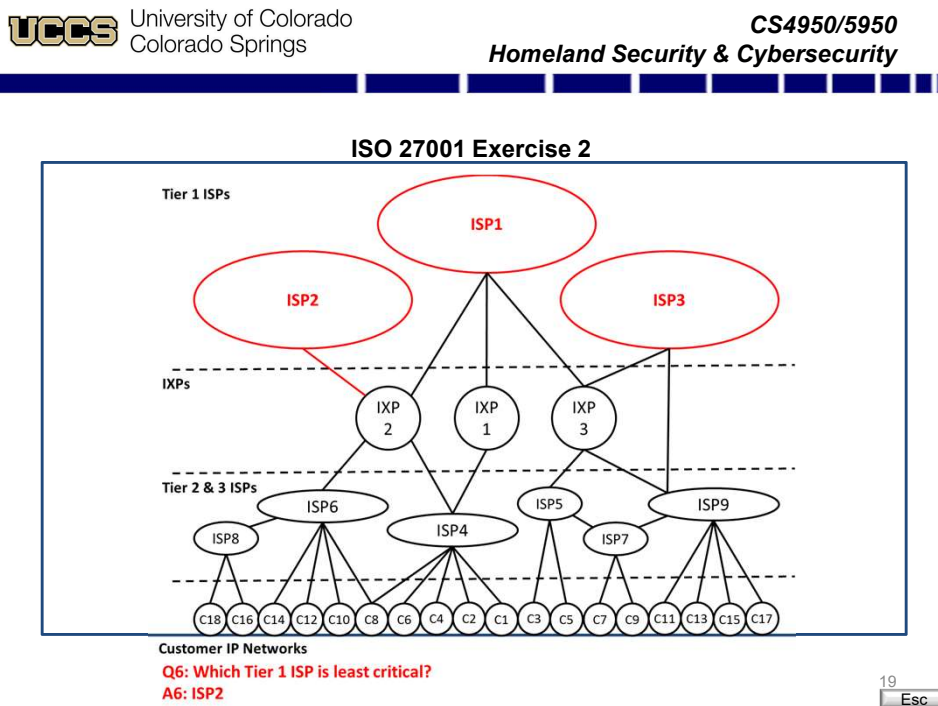 UCCS University of Colorado
Colorado Springs
CS4950/5950
Homeland Security & Cybersecurity
ISO 27001 Exercise 2
Tier 1 ISPs
ISP1
ISP2
ISP3
IXPs
IXP
2
IXP
1
IXP
3
Tier 2 & 3 ISPs
ISP6
ISP4
ISP5
ISP9
ISP8
ISP7
C18 C16 C14 C12 C10 C8 C6 C4 C2 C1 C3 C5 C7 C9 C11 C13 C15 C17
Customer IP Networks
Q6: Which Tier 1 ISP is least critical?
A6: ISP2
19
Esc